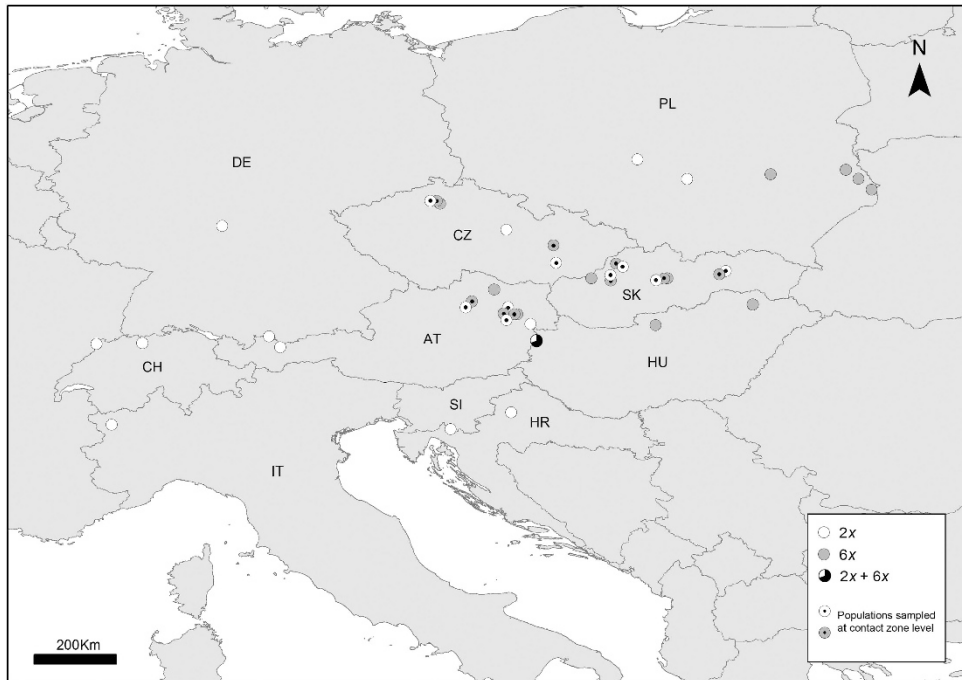 N
PL
DE
CZ
SK
AT
HU
CH
SI
HR
IT
2x
6x
2x + 6x
Populations sampled
at contact zone level
200Km